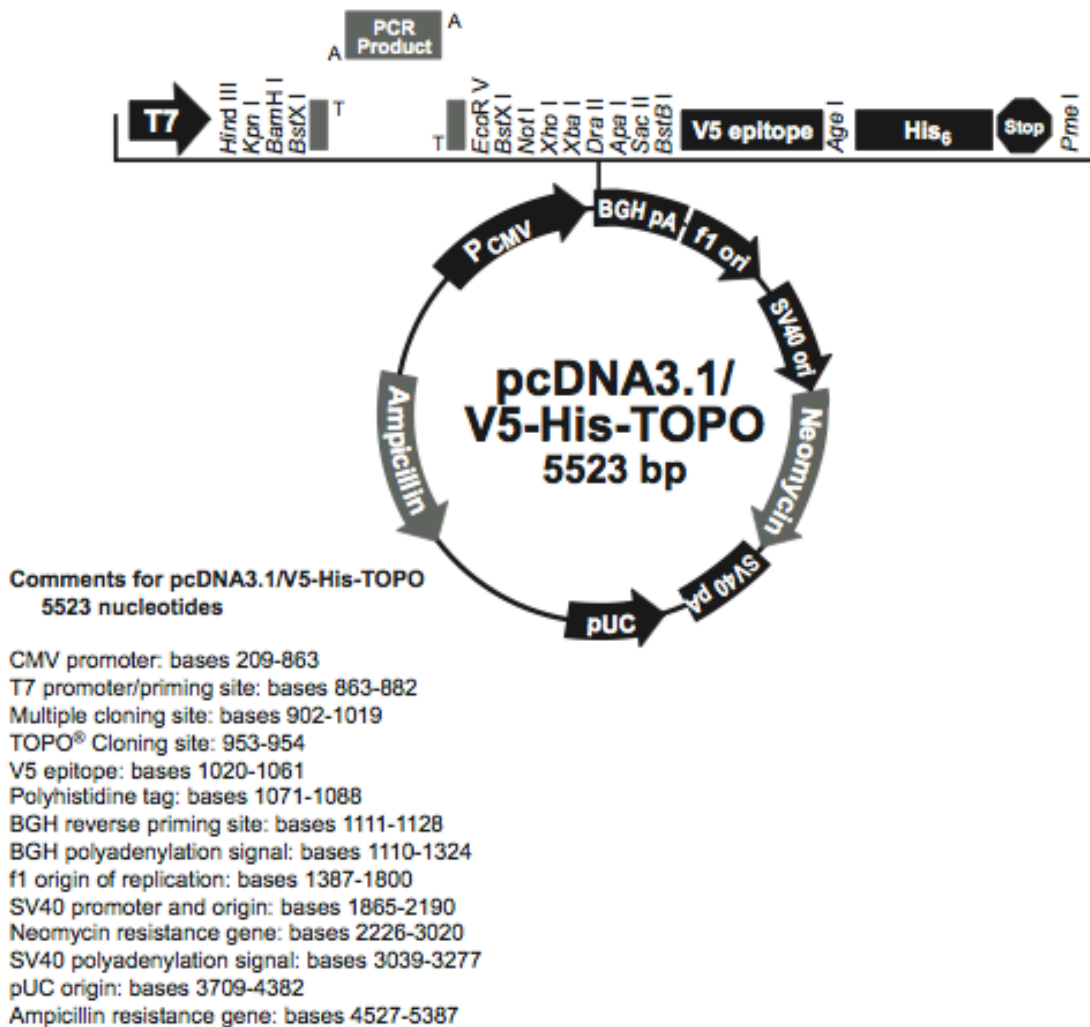 PCR
Product
A
A
T
T
T7
Hind III
Kpn I
BamH I
BstX I
EcoR V
BstX I
Not I
Xho I
Xba I
Dra II
Apa I
Sac II
BstB I
V5 epitope
Age I
His6
Stop
Pme I
PCMV
BGH pA
f1 ori
SV40 ori
Neomycin
SV40 pA
pUC
Ampicillin
pcDNA3.1/
V5-His-TOPO
5523 bp
Comments for pcDNA3.1/V5-His-TOPO
5523 nucleotides
CMV promoter: bases 209-863
T7 promoter/priming site: bases 863-882
Multiple cloning site: bases 902-1019
TOPO® Cloning site: 953-954
V5 epitope: bases 1020-1061
Polyhistidine tag: bases 1071-1088
BGH reverse priming site: bases 1111-1128
BGH polyadenylation signal: bases 1110-1324
f1 origin of replication: bases 1387-1800
SV40 promoter and origin: bases 1865-2190
Neomycin resistance gene: bases 2226-3020
SV40 polyadenylation signal: bases 3039-3277
pUC origin: bases 3709-4382
Ampicillin resistance gene: bases 4527-5387